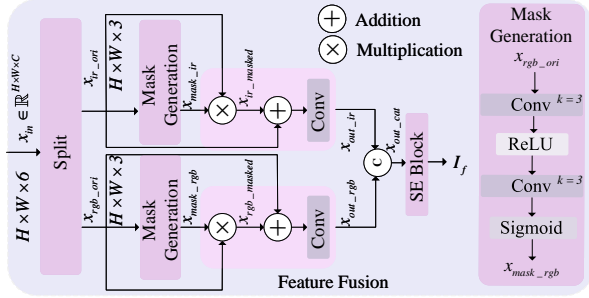 H×W×6
x_in ∈ ℝ^H×W×C
Split
x_ir_ori
H×W×3
Mask
Generation
x_mask_ir
×
x_ir_masked
+
Conv
x_out_ir
x_rgb_ori
H×W×3
Mask
Generation
x_mask_rgb
×
x_rgb_masked
+
Conv
x_out_rgb
c
x_out_cat
SE Block
I_f
+ Addition
× Multiplication
Feature Fusion
Mask
Generation
x_rgb_ori
Conv k = 3
ReLU
Conv k = 3
Sigmoid
x_mask_rgb